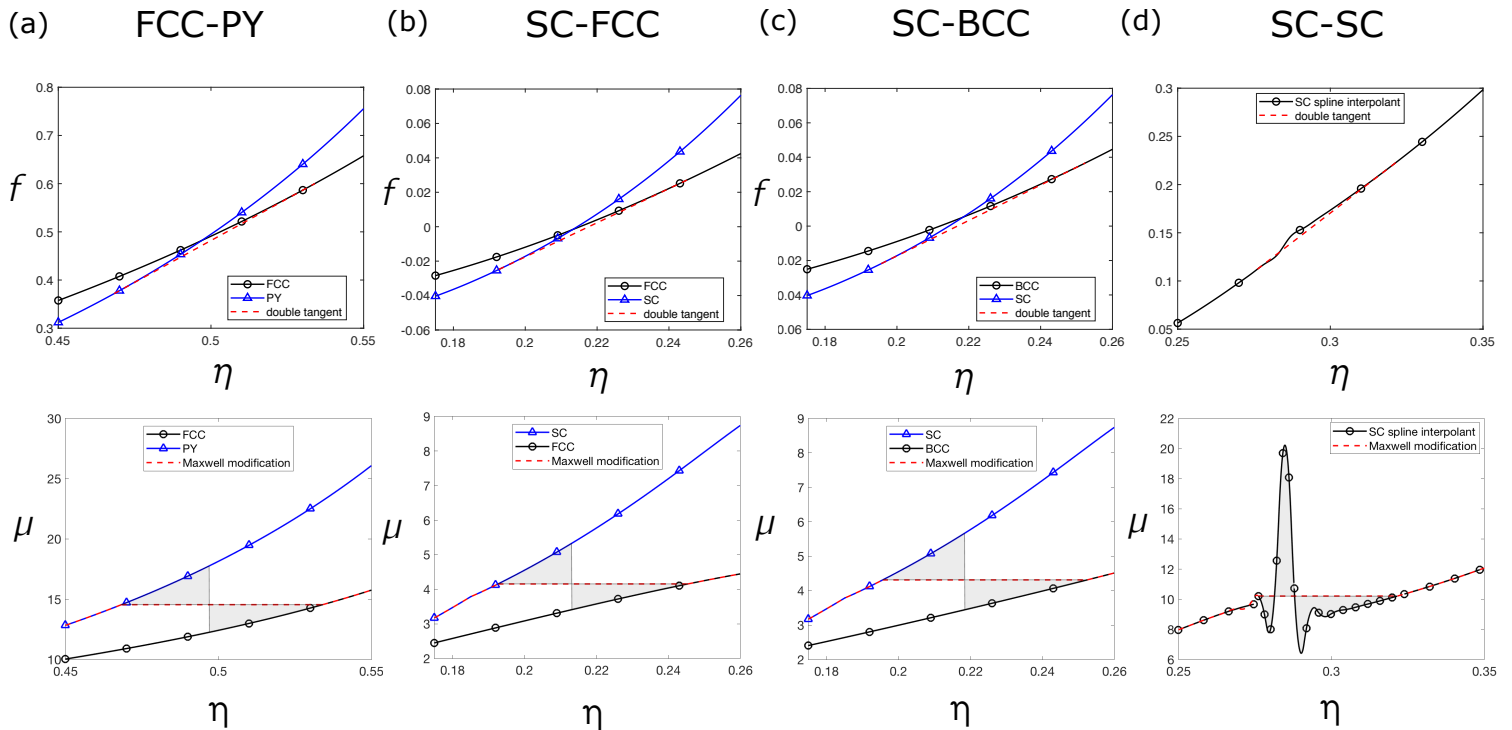 (a) FCC-PY
(b) SC-FCC
(c) SC-BCC
(d) SC-SC
0.8
0.7
0.6
0.5
0.4
0.3
f
FCC
PY
double tangent
0.45 0.5 0.55
η
0.08
0.06
0.04
0.02
0
-0.02
-0.04
-0.06
f
FCC
SC
double tangent
0.18 0.2 0.22 0.24 0.26
η
0.08
0.06
0.04
0.02
0
0.02
0.04
0.06
f
BCC
SC
double tangent
0.18 0.2 0.22 0.24 0.26
η
0.3
0.25
0.2
0.15
0.1
0.05
f
SC spline interpolant
double tangent
0.25 0.3 0.35
η
30
25
20
15
10
μ
FCC
PY
Maxwell modification
0.45 0.5 0.55
η
9
8
7
6
5
4
3
2
μ
SC
FCC
Maxwell modification
0.18 0.2 0.22 0.24 0.26
η
9
8
7
6
5
4
3
2
μ
SC
BCC
Maxwell modification
0.18 0.2 0.22 0.24 0.26
η
22
20
18
16
14
12
10
8
6
μ
SC spline interpolant
Maxwell modification
0.25 0.3 0.35
η